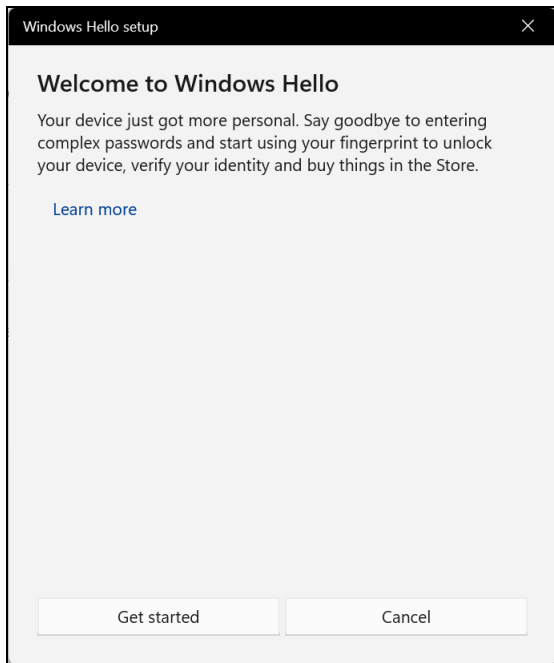 Windows Hello setup
Welcome to Windows Hello
Your device just got more personal. Say goodbye to entering
complex passwords and start using your fingerprint to unlock
your device, verify your identity and buy things in the Store.
Learn more
Get started
Cancel